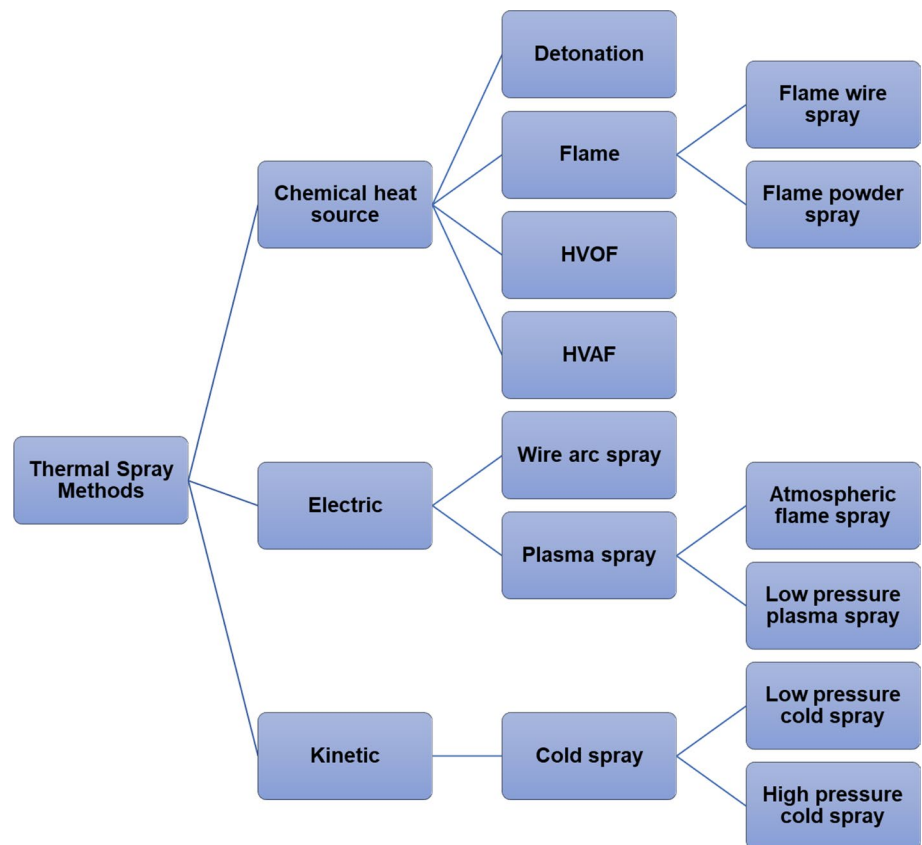 Thermal Spray
Methods
Chemical heat
source
Detonation
Flame
Flame wire
spray
Flame powder
spray
HVOF
HVAF
Electric
Wire arc spray
Plasma spray
Atmospheric
flame spray
Low pressure
plasma spray
Kinetic
Cold spray
Low pressure
cold spray
High pressure
cold spray